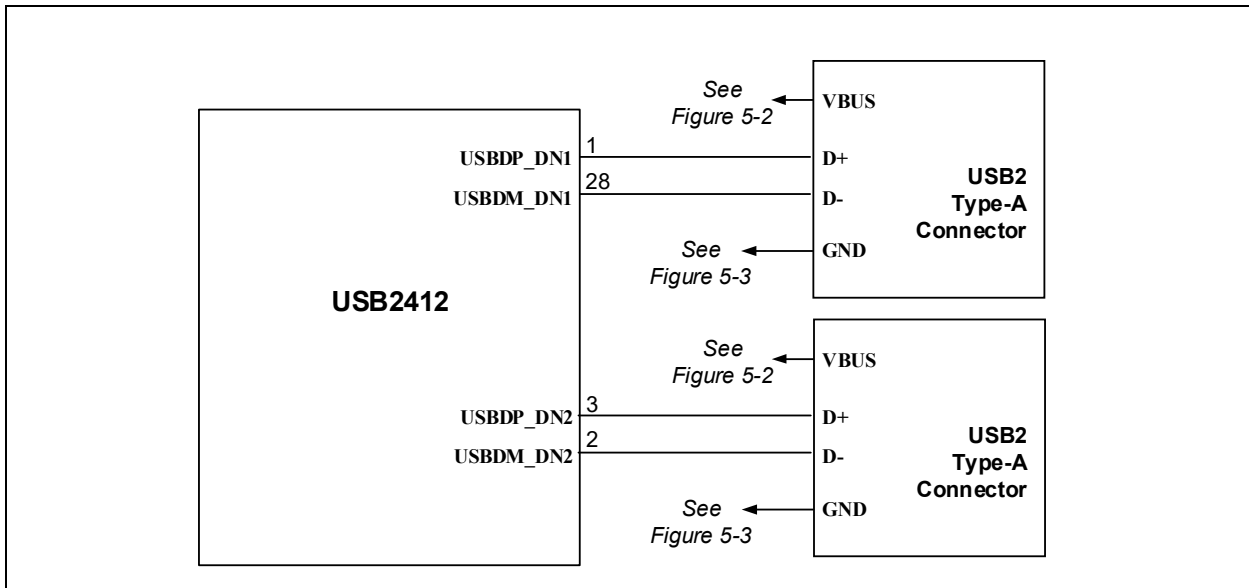 USB2412
USBDP_DN1
1
USBDM_DN1
28
USBDP_DN2
3
USBDM_DN2
2
See
Figure 5-2
VBUS
D+
D-
See
Figure 5-3
GND
USB2
Type-A
Connector
See
Figure 5-2
VBUS
D+
D-
See
Figure 5-3
GND
USB2
Type-A
Connector